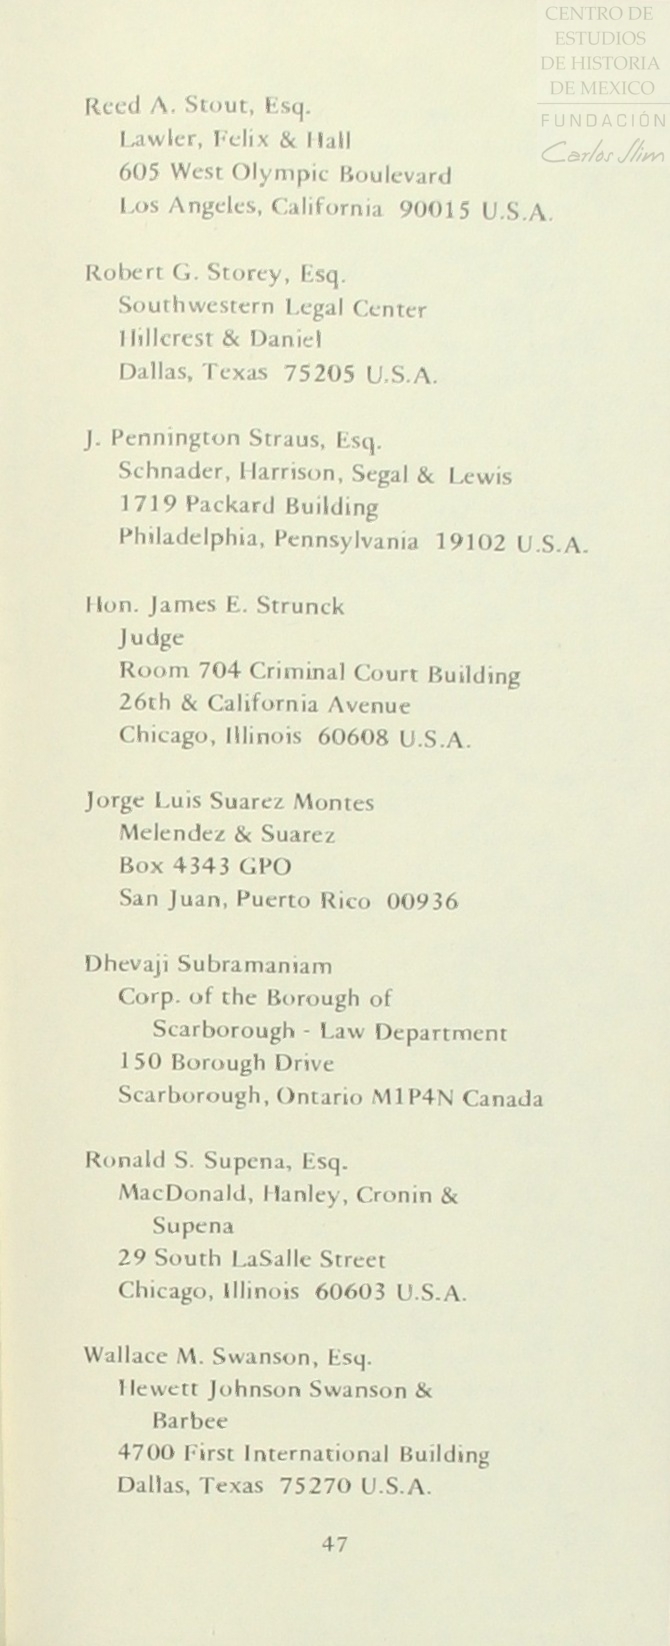 CENTRO DE
ESTUDIOS
DE HISTORIA
DE MEXICO
FUNDACIÓN
Carlos Slim
Reed A. Stout, Esq.
Lawler, Felix & Hall
605 West Olympic Boulevard
Los Angeles, California 90015 U.S.A.
Robert G. Storey, Esq.
Southwestern Legal Center
Hillcrest & Daniel
Dallas, Texas 75205 U.S.A.
J. Pennington Straus, Esq.
Schnader, Harrison, Segal & Lewis
1719 Packard Building
Philadelphia, Pennsylvania 19102 U.S.A.
Hon. James E. Strunck
Judge
Room 704 Criminal Court Building
26th & California Avenue
Chicago, Illinois 60608 U.S.A.
Jorge Luis Suarez Montes
Melendez & Suarez
Box 4343 GPO
San Juan, Puerto Rico 00936
Dhevaji Subramaniam
Corp. of the Borough of
Scarborough - Law Department
150 Borough Drive
Scarborough, Ontario M1P4N Canada
Ronald S. Supena, Esq.
MacDonald, Hanley, Cronin &
Supena
29 South LaSalle Street
Chicago, Illinois 60603 U.S.A.
Wallace M. Swanson, Esq.
Hewett Johnson Swanson &
Barbee
4700 First International Building
Dallas, Texas 75270 U.S.A.
47